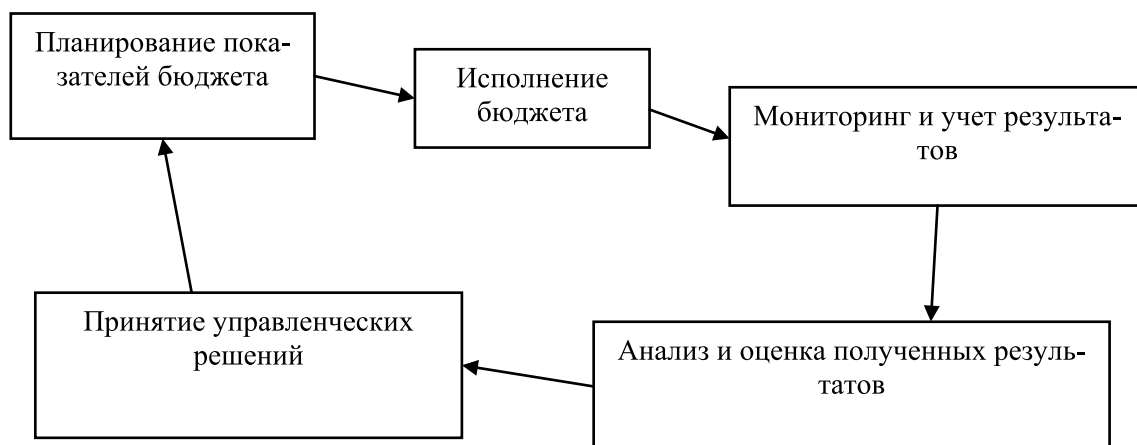 Планирование пока-
зателей бюджета
Исполнение
бюджета
Мониторинг и учет результа-
тов
Анализ и оценка полученных резуль-
татов
Принятие управленческих
решений